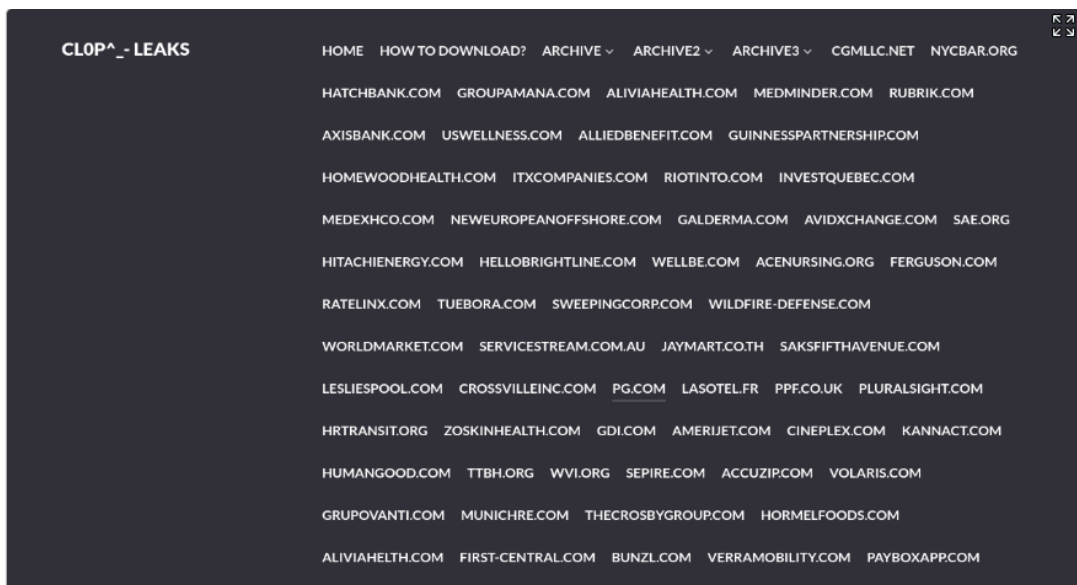 CL0P^_- LEAKS
HOME HOW TO DOWNLOAD? ARCHIVE ARCHIVE2 ARCHIVE3 CGMLLC.NET NYCBAR.ORG
HATCHBANK.COM GROUPAMANA.COM ALIVIAHEALTH.COM MEDMINDER.COM RUBRIK.COM
AXISBANK.COM USWELLNESS.COM ALLIEDBENEFIT.COM GUINNESSPARTNERSHIP.COM
HOMEWOODHEALTH.COM ITXCOMPANIES.COM RIOTINTO.COM INVESTQUEBEC.COM
MEDEXHCO.COM NEWEUROPEANOFFSHORE.COM GALDERMA.COM AVIDXCHANGE.COM SAE.ORG
HITACHIENERGY.COM HELLOBRIGHTLINE.COM WELLBE.COM ACENURSING.ORG FERGUSON.COM
RATELINX.COM TUEBORA.COM SWEEPINGCORP.COM WILDFIRE-DEFENSE.COM
WORLDMARKET.COM SERVICESTREAM.COM.AU JAYMART.CO.TH SAKSFIFTHAVENUE.COM
LESLIESPOOL.COM CROSSVILLEINC.COM PG.COM LASOTEL.FR PPF.CO.UK PLURALSIGHT.COM
HRTRANSIT.ORG ZOSKINHEALTH.COM GDI.COM AMERIJET.COM CINEPLEX.COM KANNACT.COM
HUMANGOOD.COM TTBH.ORG WVI.ORG SEPIRE.COM ACCUZIP.COM VOLARIS.COM
GRUPOVANTI.COM MUNICHRE.COM THECROSBYGROUP.COM HORMELFOODS.COM
ALIVIAHELTH.COM FIRST-CENTRAL.COM BUNZL.COM VERRAMOBILITY.COM PAYBOXAPP.COM